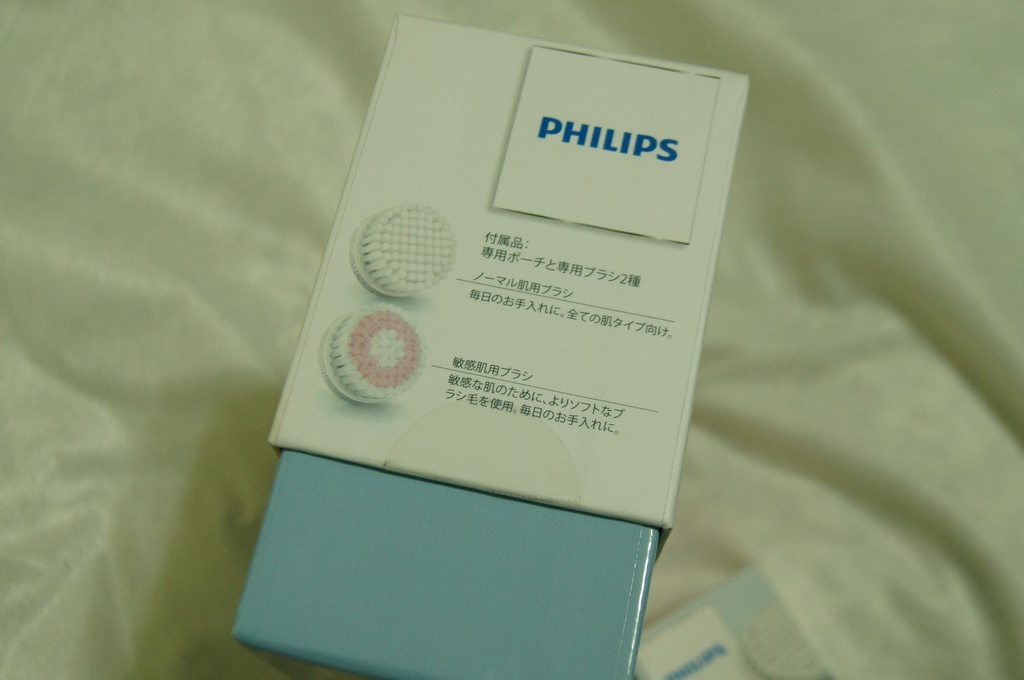 PHILIPS
付属品：
専用ポーチと専用ブラシ2種
ノーマル肌用ブラシ
毎日のお手入れに。全ての肌タイプ向け。
敏感肌用ブラシ
敏感な肌のために、よりソフトなブ
ラシ毛を使用。毎日のお手入れに。
PHILIPS